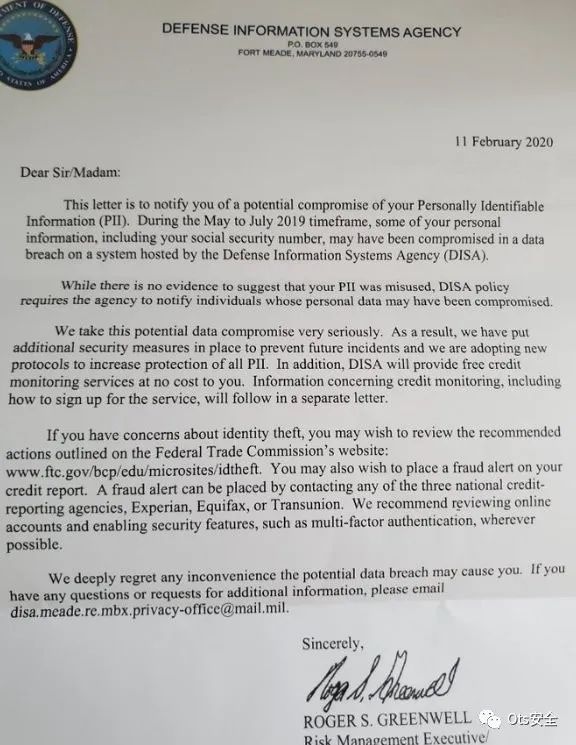 MENT OF DEFENSE
STATES OF AMERICA
DEFENSE INFORMATION SYSTEMS AGENCY
P.O. BOX 549
FORT MEADE, MARYLAND 20755-0549
11 February 2020
Dear Sir/Madam:
This letter is to notify you of a potential compromise of your Personally Identifiable
Information (PII). During the May to July 2019 timeframe, some of your personal
information, including your social security number, may have been compromised in a data
breach on a system hosted by the Defense Information Systems Agency (DISA).
While there is no evidence to suggest that your PII was misused, DISA policy
requires the agency to notify individuals whose personal data may have been compromised.
We take this potential data compromise very seriously. As a result, we have put
additional security measures in place to prevent future incidents and we are adopting new
protocols to increase protection of all PII. In addition, DISA will provide free credit
monitoring services at no cost to you. Information concerning credit monitoring, including
how to sign up for the service, will follow in a separate letter.
If you have concerns about identity theft, you may wish to review the recommended
actions outlined on the Federal Trade Commission's website:
www.ftc.gov/bcp/edu/microsites/idtheft. You may also wish to place a fraud alert on your
credit report. A fraud alert can be placed by contacting any of the three national credit-
reporting agencies, Experian, Equifax, or Transunion. We recommend reviewing online
accounts and enabling security features, such as multi-factor authentication, wherever
possible.
We deeply regret any inconvenience the potential data breach may cause you. If you
have any questions or requests for additional information, please email
disa.meade.re.mbx.privacy-office@mail.mil.
Sincerely,
Roger S. Greenwell
ROGER S. GREENWELL
Risk Management Executive/
Ots安全